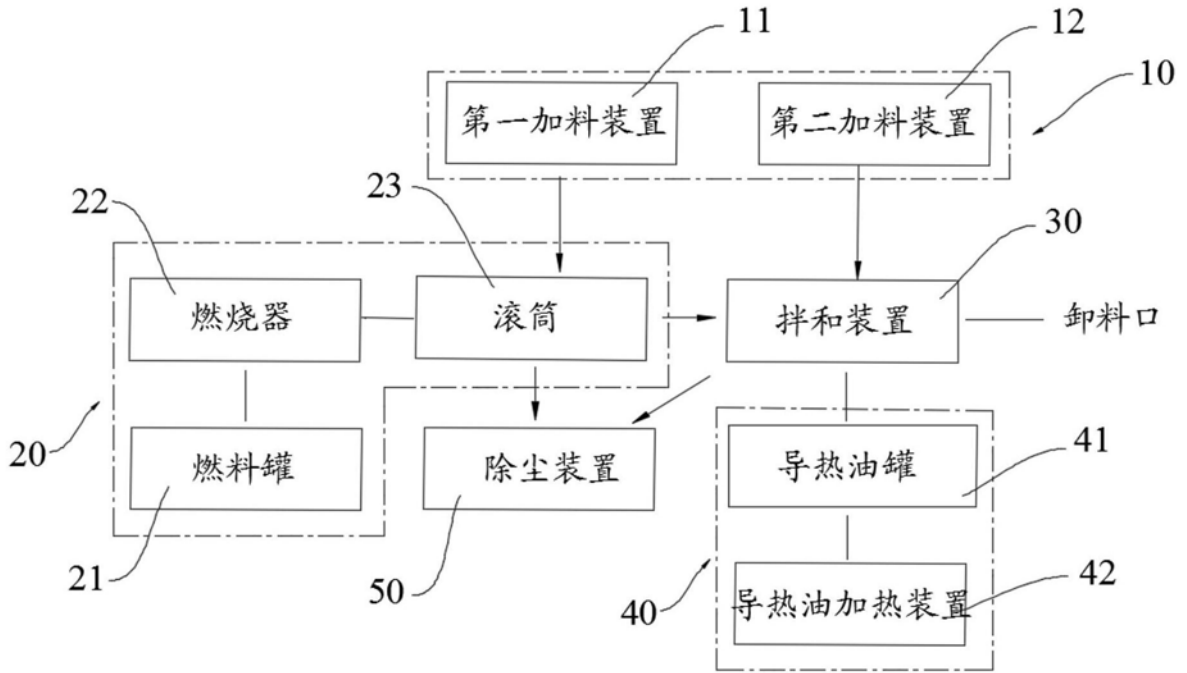 11
12
10
第一加料装置
第二加料装置
22
23
30
燃烧器
滚筒
拌和装置
卸料口
20
燃料罐
除尘装置
导热油罐
41
21
50
40
导热油加热装置
42